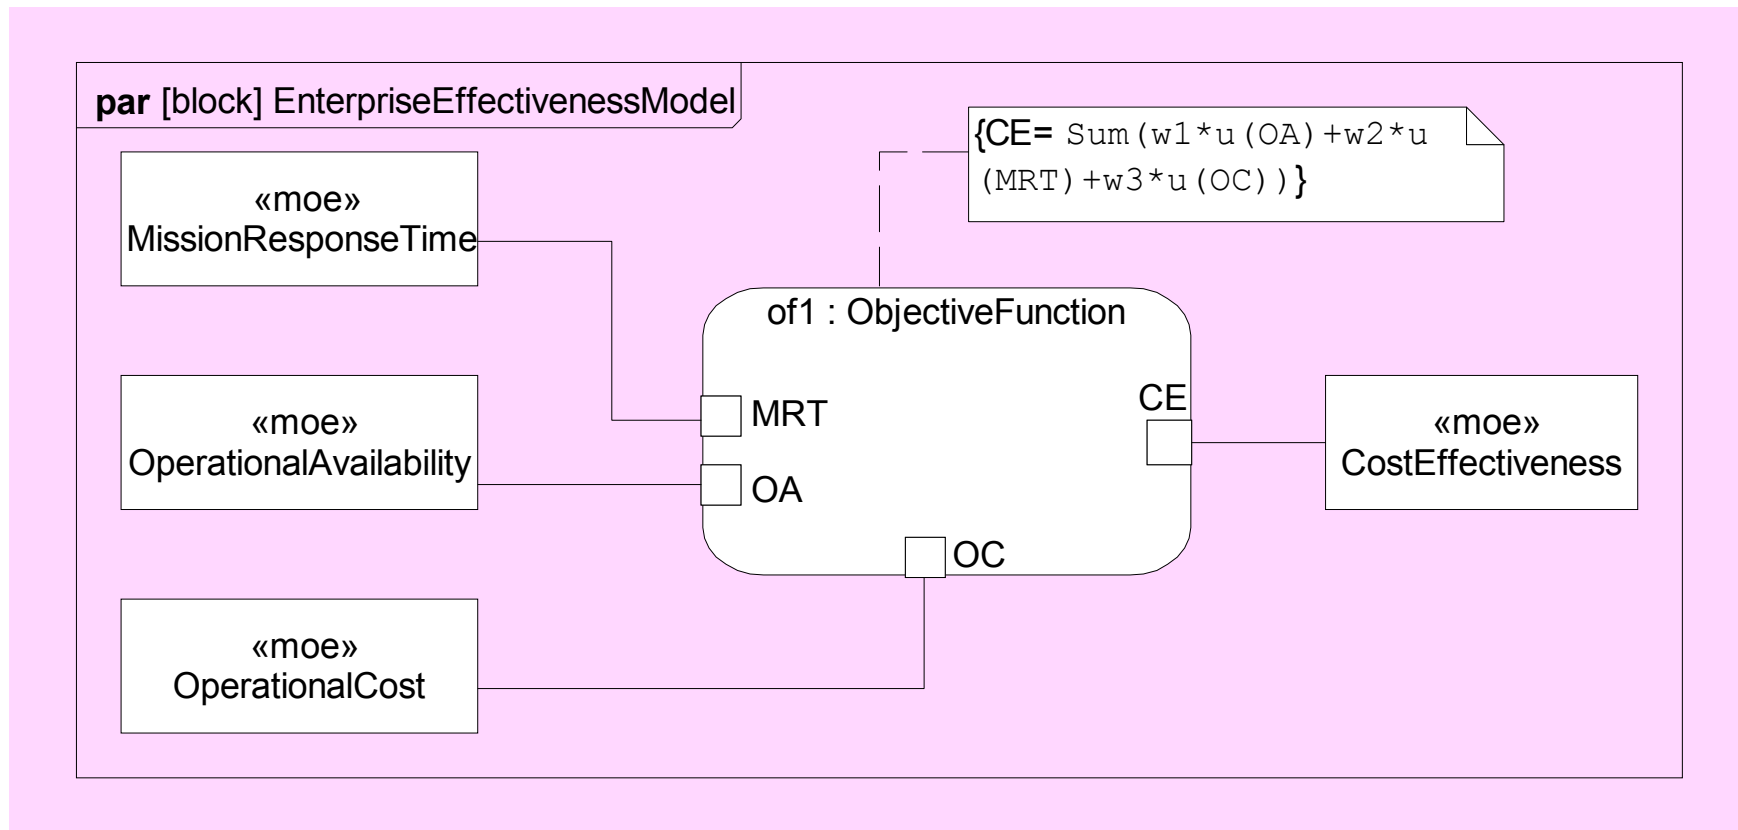 par [block] EnterpriseEffectivenessModel
{CE= Sum(w1*u(OA)+w2*u
(MRT)+w3*u(OC))}
«moe»
MissionResponseTime
of1 : ObjectiveFunction
MRT
CE
«moe»
OperationalAvailability
OA
«moe»
CostEffectiveness
OC
«moe»
OperationalCost